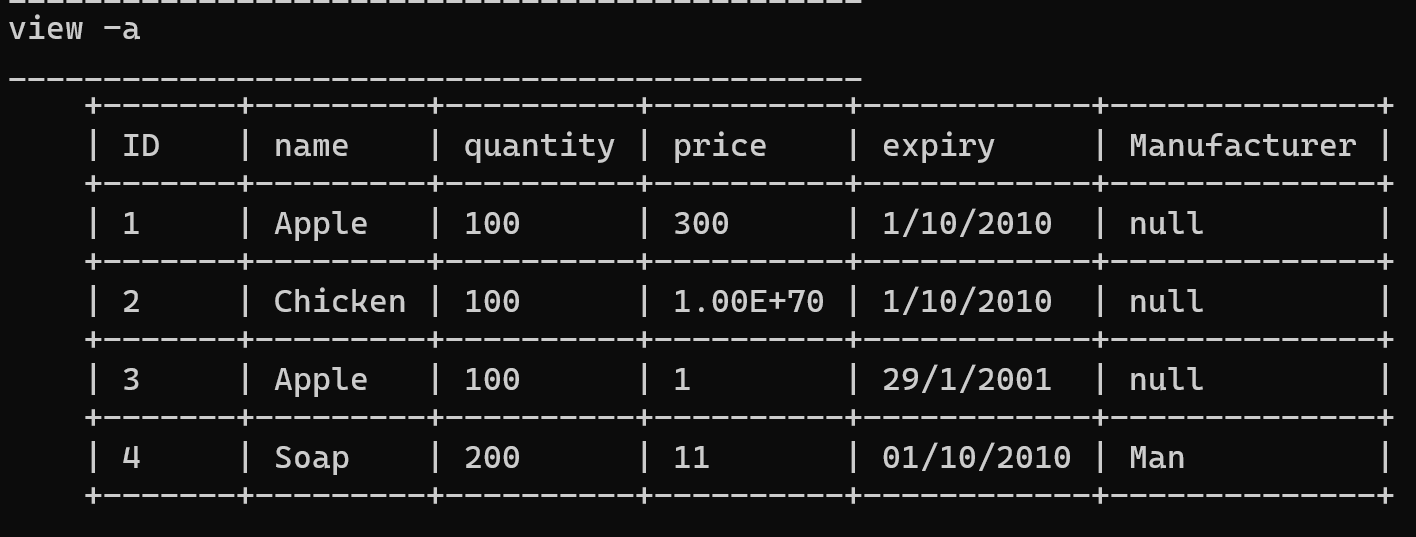 view -a
| ID | name | quantity | price | expiry | Manufacturer |
| 1 | Apple | 100 | 300 | 1/10/2010 | null |
| 2 | Chicken | 100 | 1.00E+70 | 1/10/2010 | null |
| 3 | Apple | 100 | 1 | 29/1/2001 | null |
| 4 | Soap | 200 | 11 | 01/10/2010 | Man |